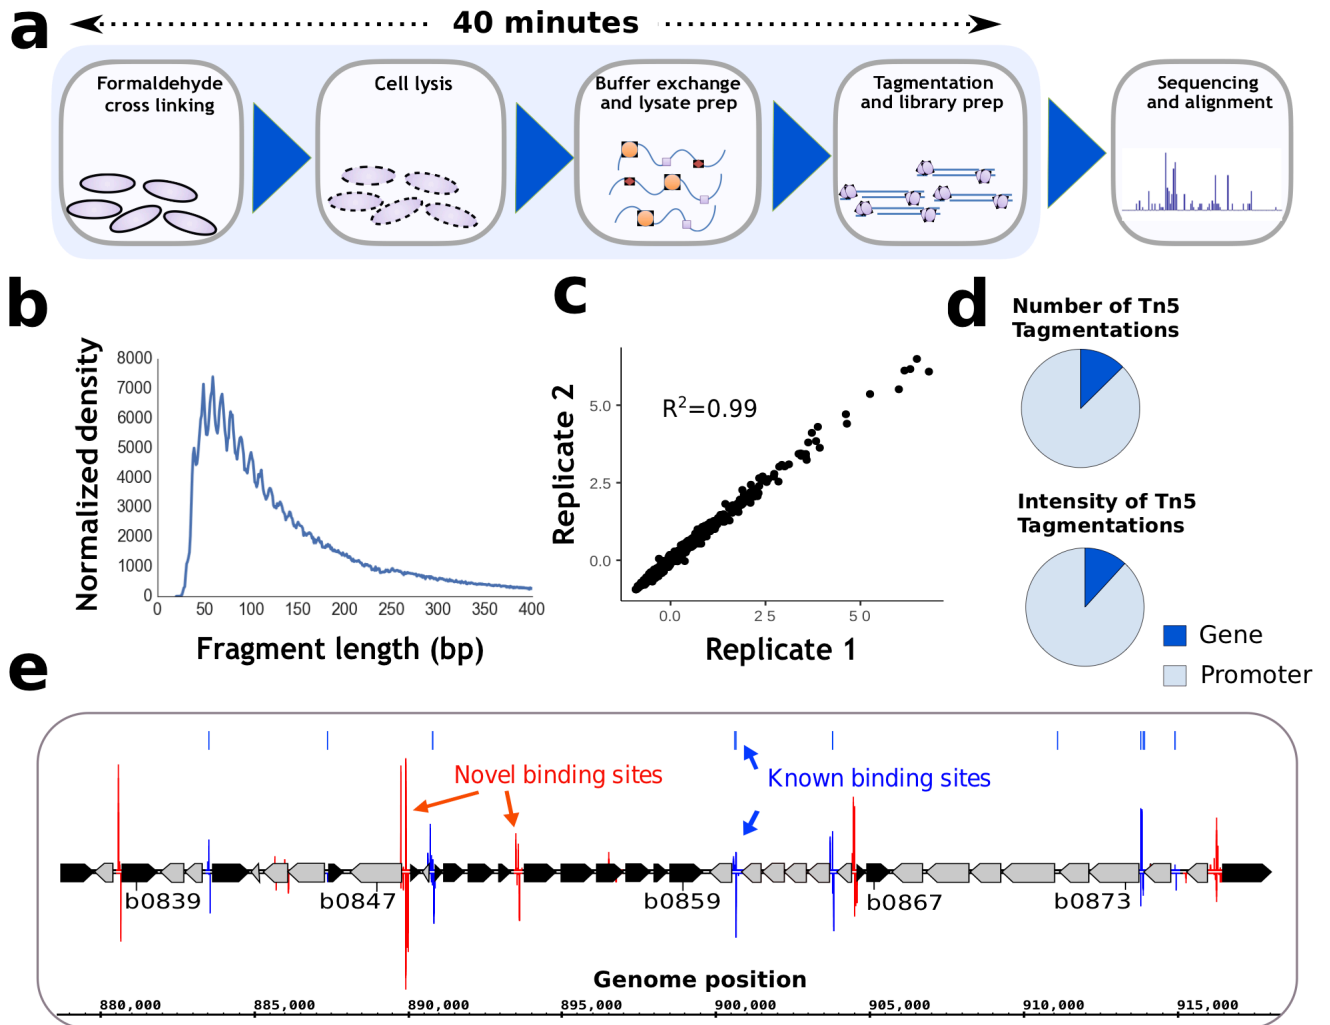 a
40 minutes
Formaldehyde
cross linking
Cell lysis
Buffer exchange
and lysate prep
Tagmentation
and library prep
Sequencing
and alignment
b
Normalized density
8000
7000
6000
5000
4000
3000
2000
1000
0
0 50 100 150 200 250 300 350 400
Fragment length (bp)
c
Replicate 2
5.0
2.5
0.0
R²=0.99
0.0 2 5 5 0
Replicate 1
d
Number of Tn5
Tagmentations
Intensity of Tn5
Tagmentations
Gene
Promoter
e
Novel binding sites
Known binding sites
b0839 b0847 b0859 b0867 b0873
Genome position
880,000 885,000 890,000 895,000 900,000 905,000 910,000 915,000